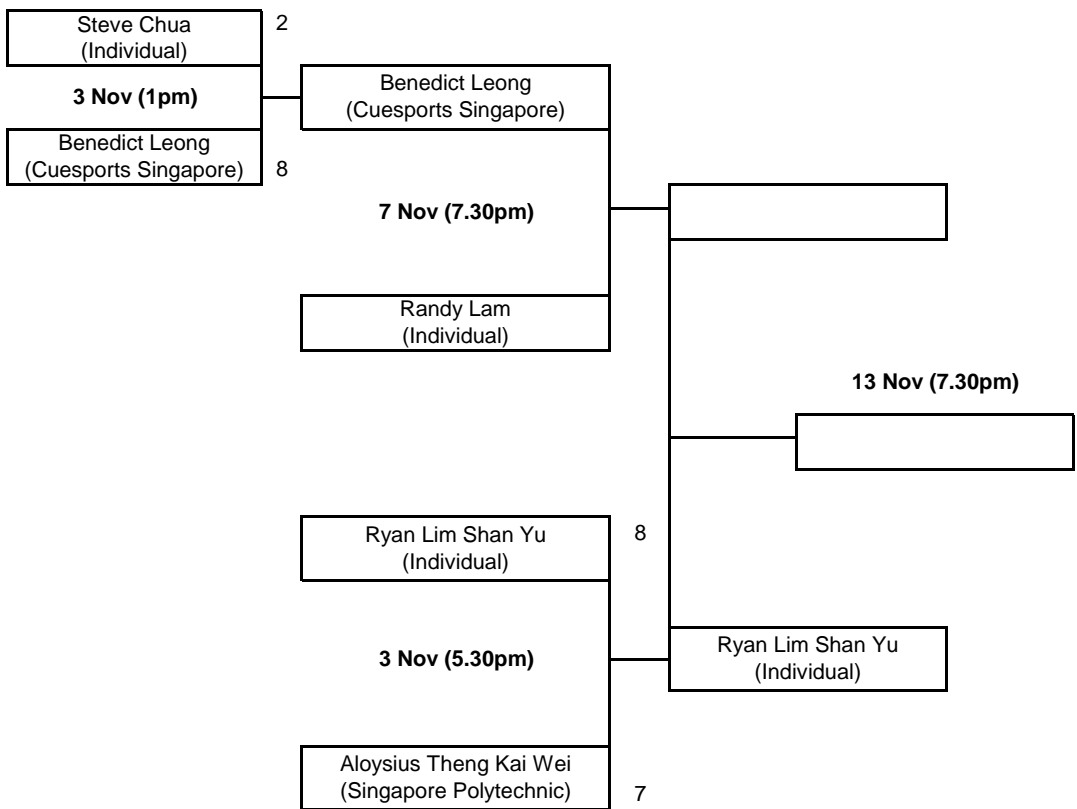 Steve Chua
(Individual)
2
3 Nov (1pm)
Benedict Leong
(Cuesports Singapore)
8
Benedict Leong
(Cuesports Singapore)
7 Nov (7.30pm)
Randy Lam
(Individual)
13 Nov (7.30pm)
Ryan Lim Shan Yu
(Individual)
8
3 Nov (5.30pm)
Ryan Lim Shan Yu
(Individual)
Aloysius Theng Kai Wei
(Singapore Polytechnic)
7